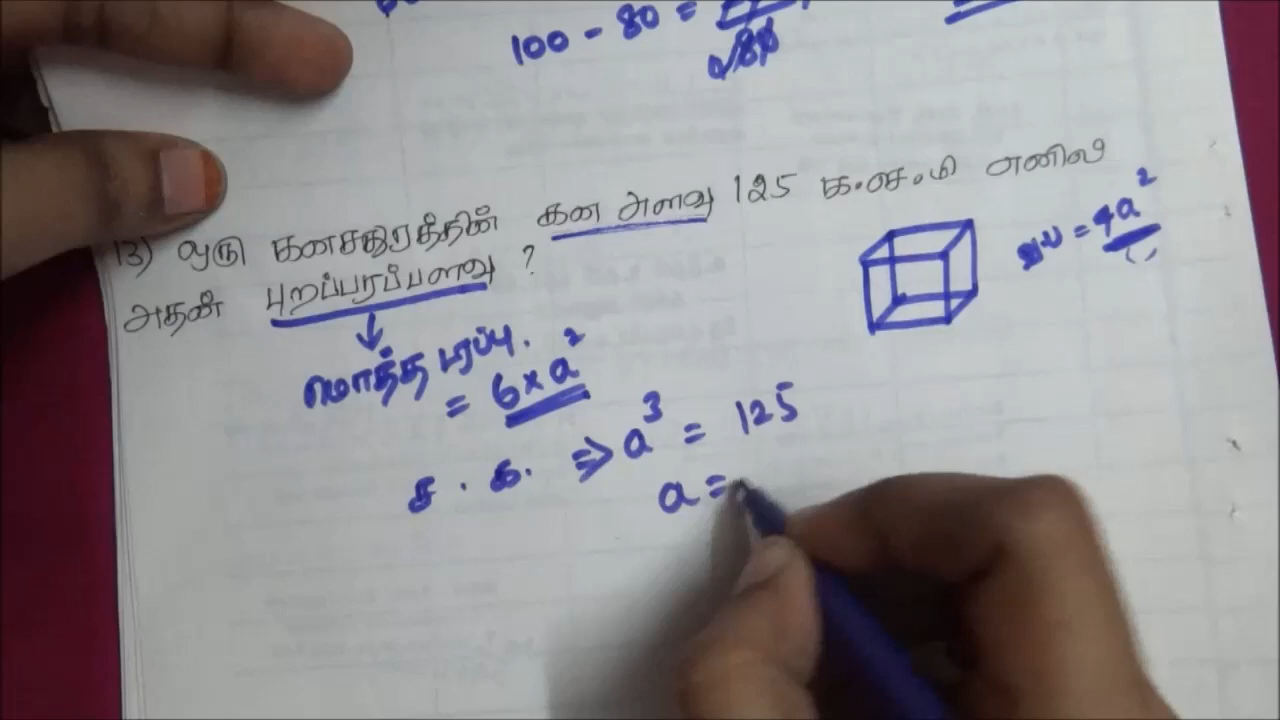 100 - 80 =
13) ஒரு கனசதுரத்தின் கன அளவு 125 க.செ.மி எனில்
அதன் புறப்பரப்பளவு ?
= 4a²
மொத்த பரப்பு.
= 6 x a²
ச . க. => a³ = 125
a =